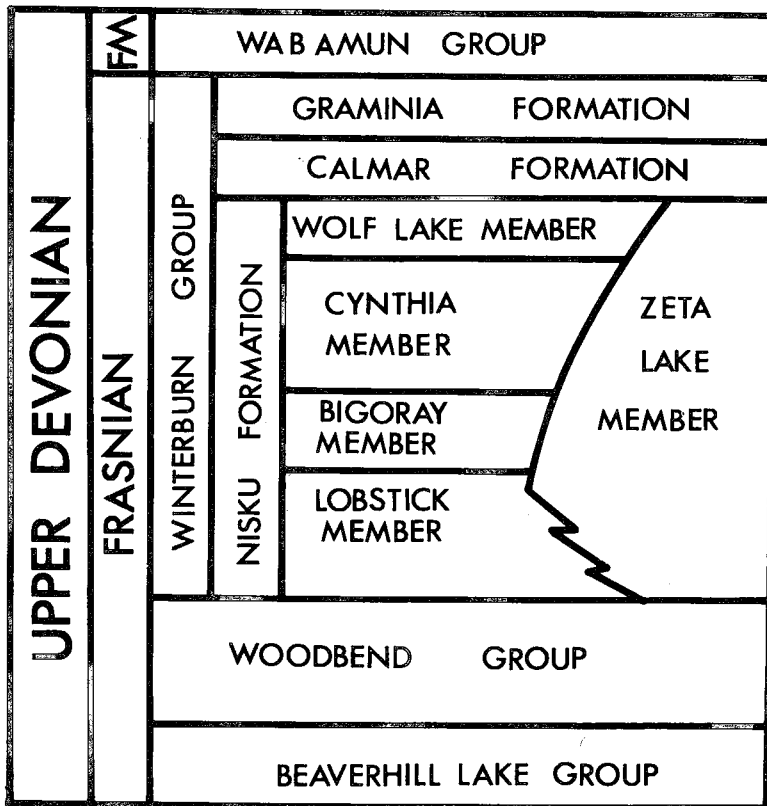 UPPER DEVONIAN
FM
FRASNIAN
WABAMUN GROUP
WINTERBURN GROUP
GRAMINIA FORMATION
CALMAR FORMATION
NISKU FORMATION
WOLF LAKE MEMBER
CYNTHIA
MEMBER
BIGORAY
MEMBER
LOBSTICK
MEMBER
ZETA
LAKE
MEMBER
WOODBEND GROUP
BEAVERHILL LAKE GROUP